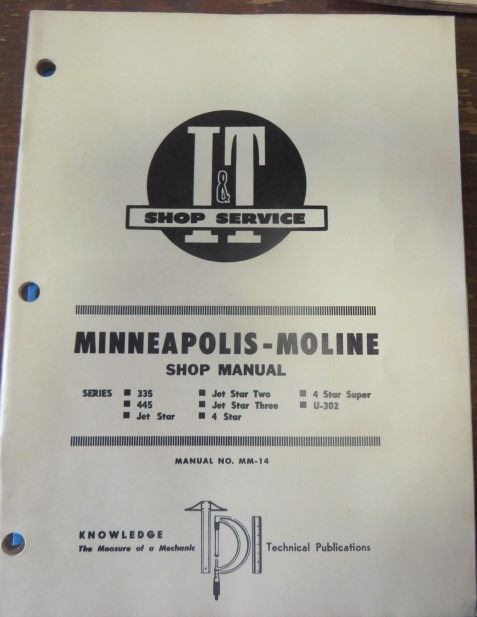 I&T
SHOP SERVICE
MINNEAPOLIS-MOLINE
SHOP MANUAL
SERIES ■ 335 ■ Jet Star Two ■ 4 Star Super
■ 445 ■ Jet Star Three ■ U-302
■ Jet Star ■ 4 Star
MANUAL NO. MM-14
KNOWLEDGE
The Measure of a Mechanic
TPI
Technical Publications